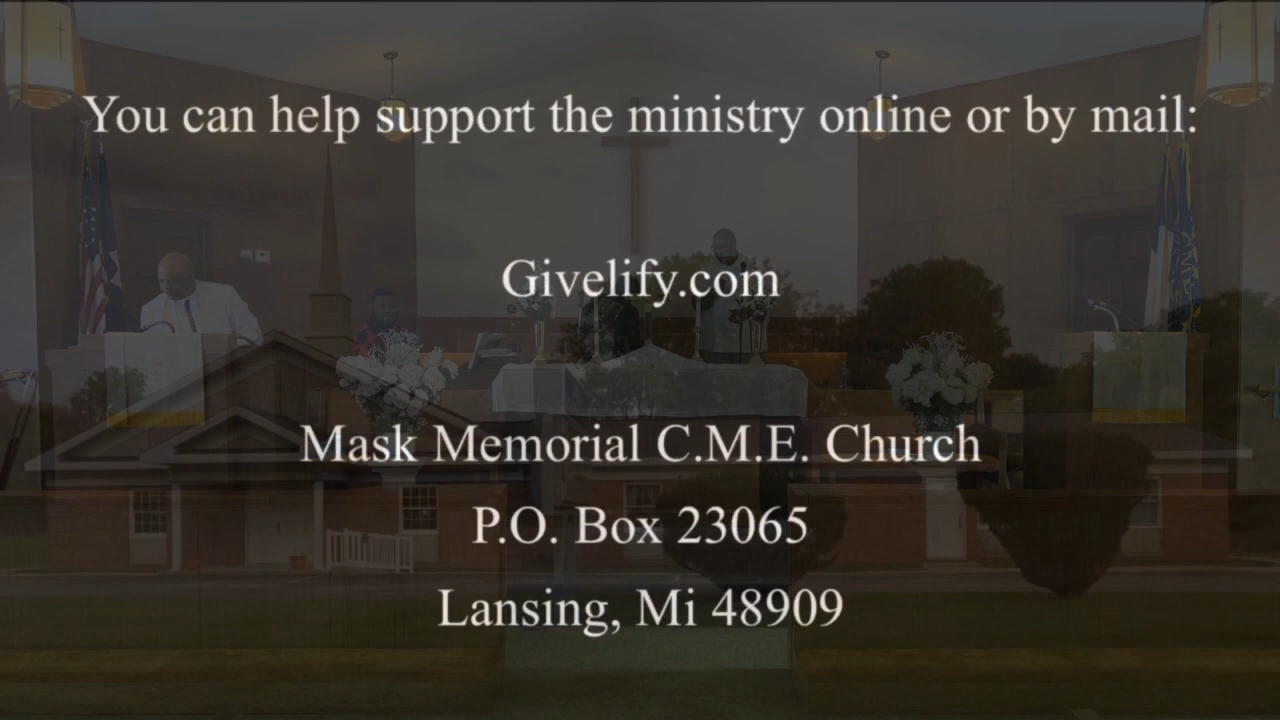 You can help support the ministry online or by mail:
Givelify.com
Mask Memorial C.M.E. Church
P.O. Box 23065
Lansing, Mi 48909